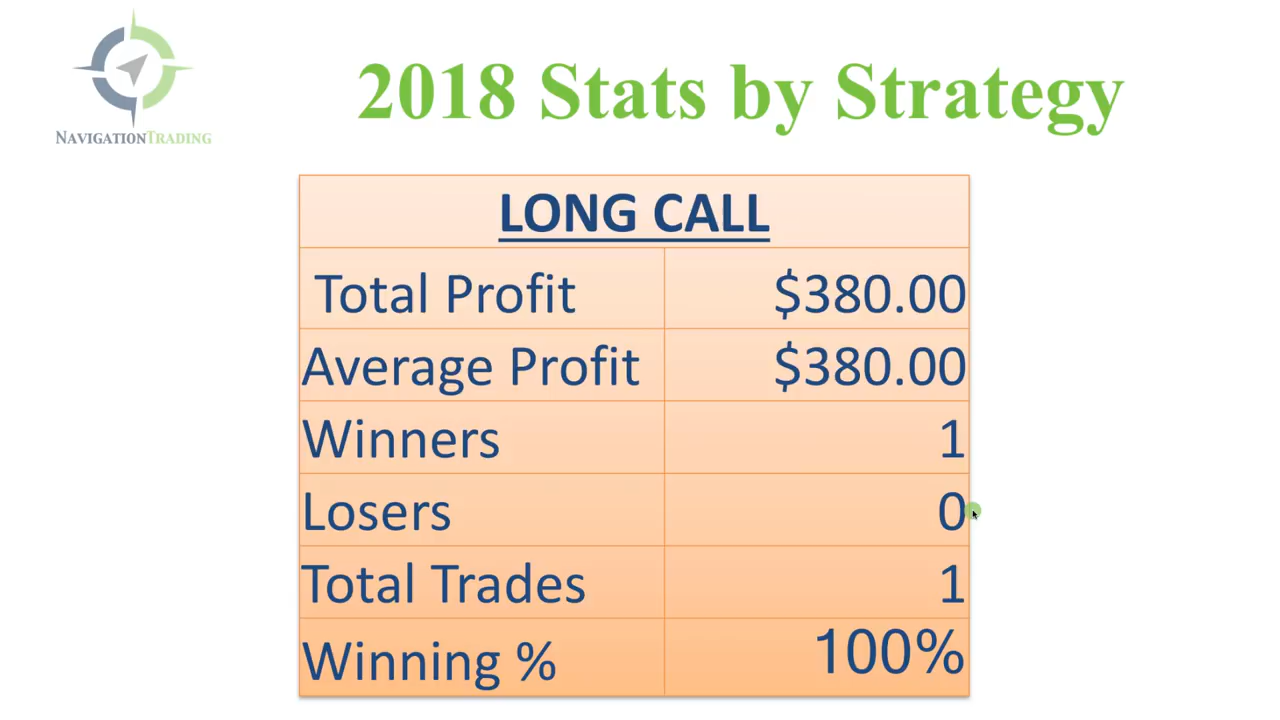 NAVIGATIONTRADING
2018 Stats by Strategy
LONG CALL
Total Profit $380.00
Average Profit $380.00
Winners 1
Losers 0
Total Trades 1
Winning % 100%